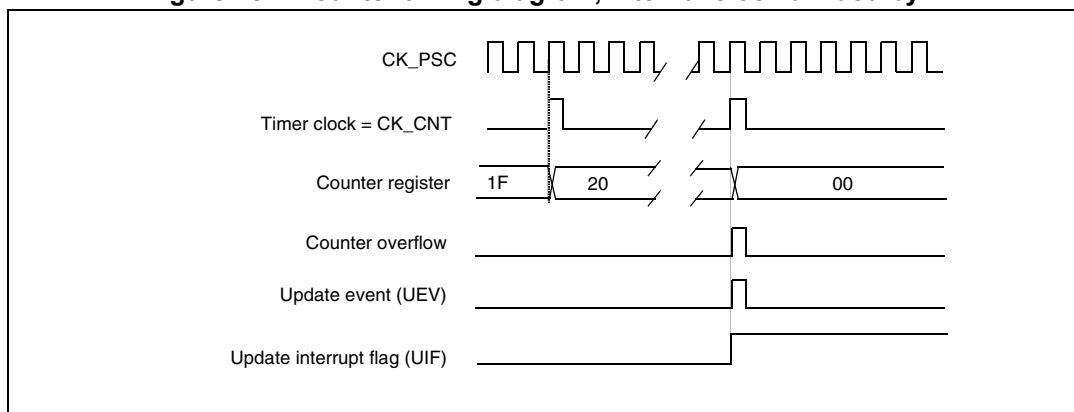 CK_PSC
Timer clock = CK_CNT
Counter register 1F 20 00
Counter overflow
Update event (UEV)
Update interrupt flag (UIF)